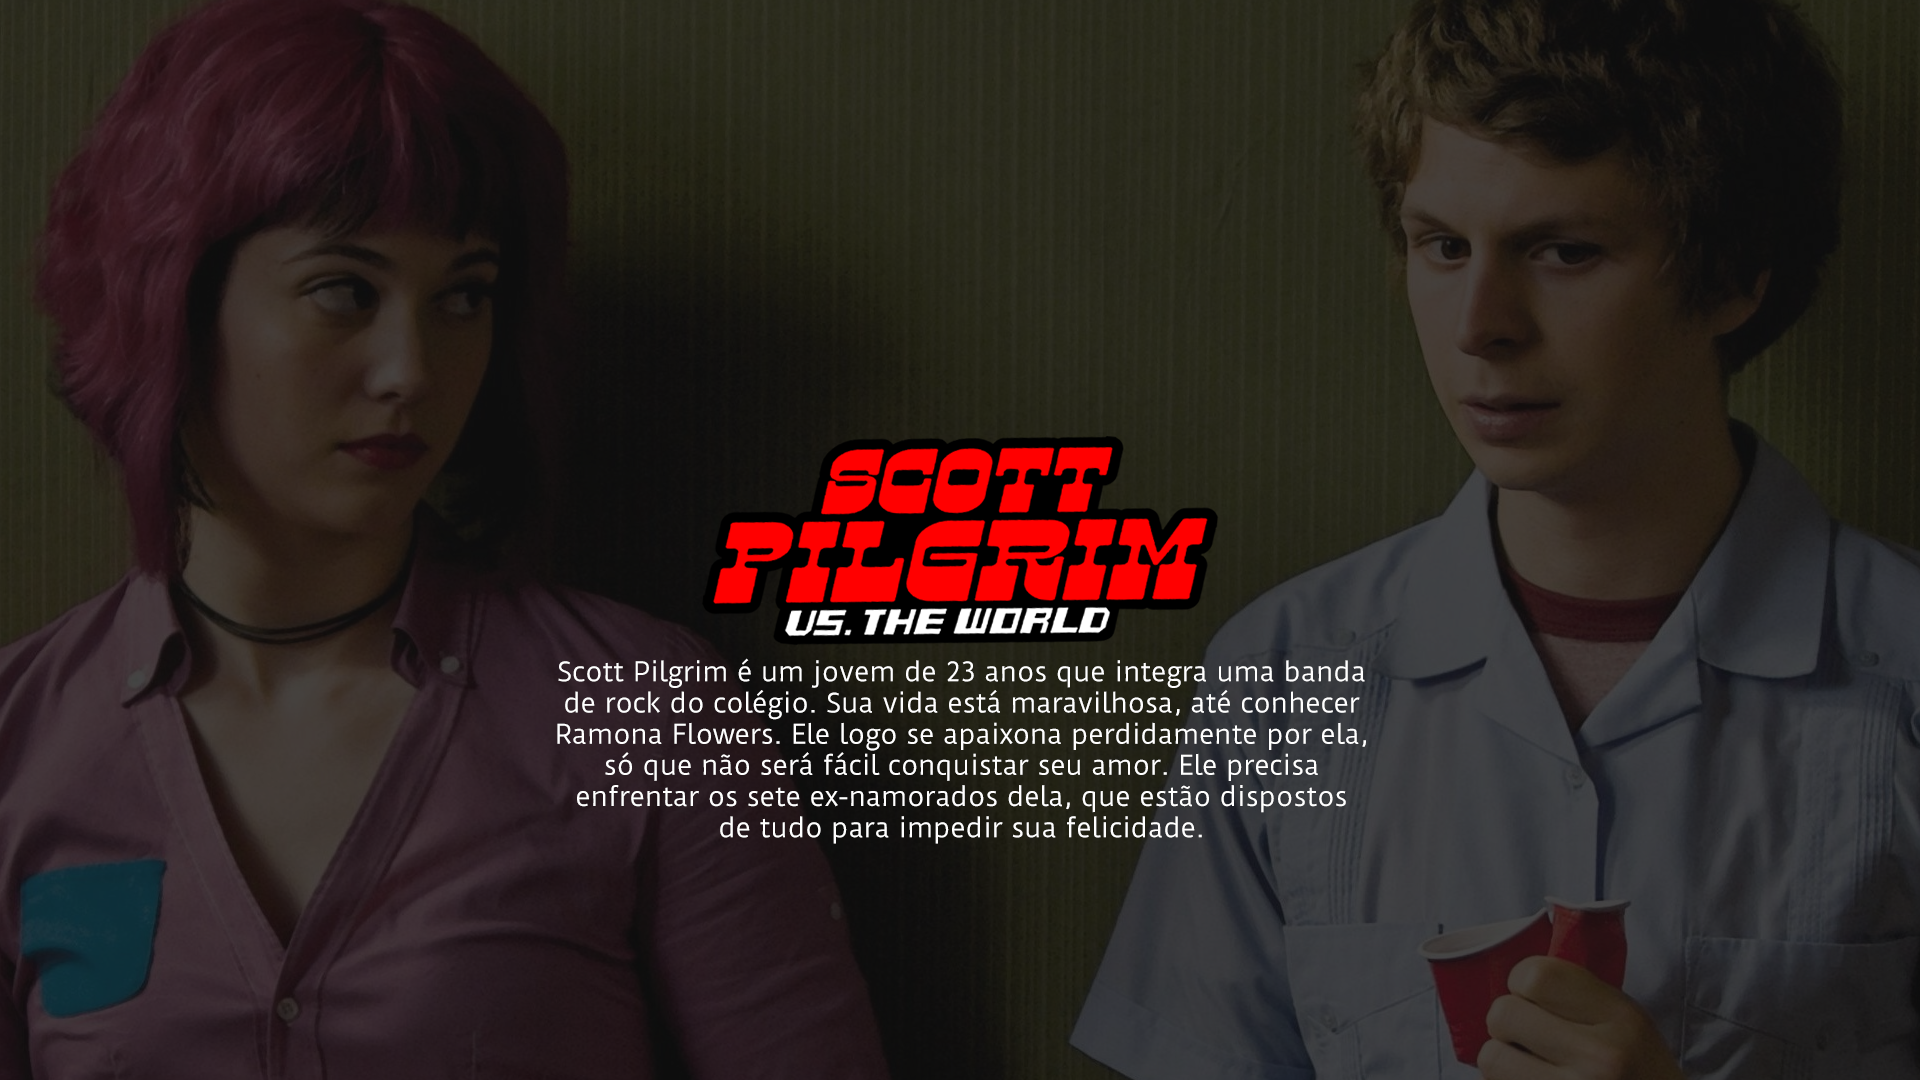 SCOTT
PILGRIM
VS. THE WORLD
Scott Pilgrim é um jovem de 23 anos que integra uma banda
de rock do colégio. Sua vida está maravilhosa, até conhecer
Ramona Flowers. Ele logo se apaixona perdidamente por ela,
só que não será fácil conquistar seu amor. Ele precisa
enfrentar os sete ex-namorados dela, que estão dispostos
de tudo para impedir sua felicidade.